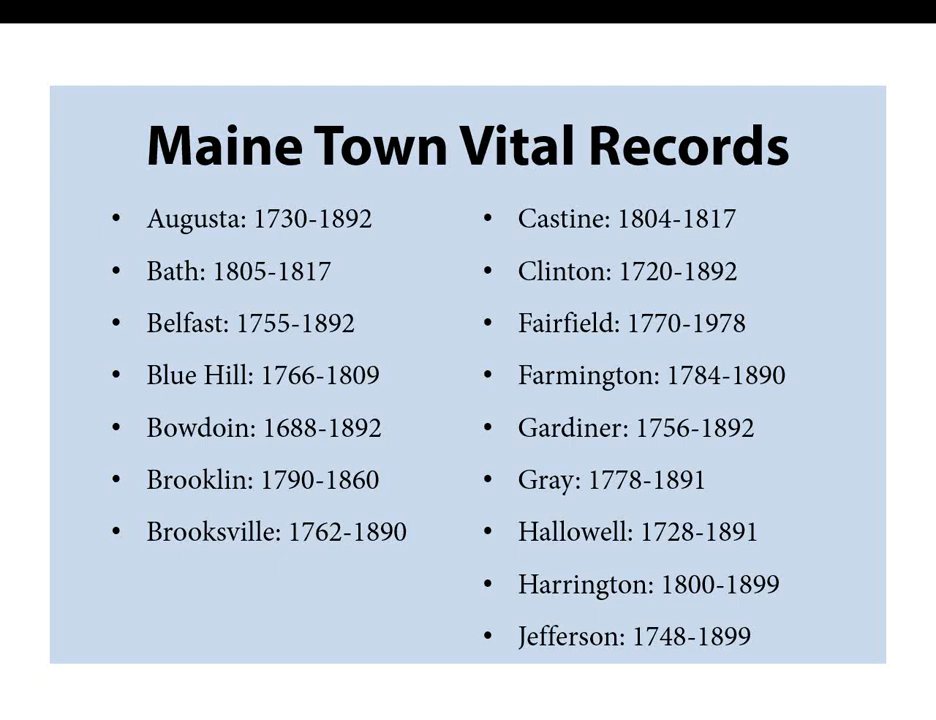 Maine Town Vital Records
• Augusta: 1730-1892
• Bath: 1805-1817
• Belfast: 1755-1892
• Blue Hill: 1766-1809
• Bowdoin: 1688-1892
• Brooklin: 1790-1860
• Brooksville: 1762-1890
• Castine: 1804-1817
• Clinton: 1720-1892
• Fairfield: 1770-1978
• Farmington: 1784-1890
• Gardiner: 1756-1892
• Gray: 1778-1891
• Hallowell: 1728-1891
• Harrington: 1800-1899
• Jefferson: 1748-1899